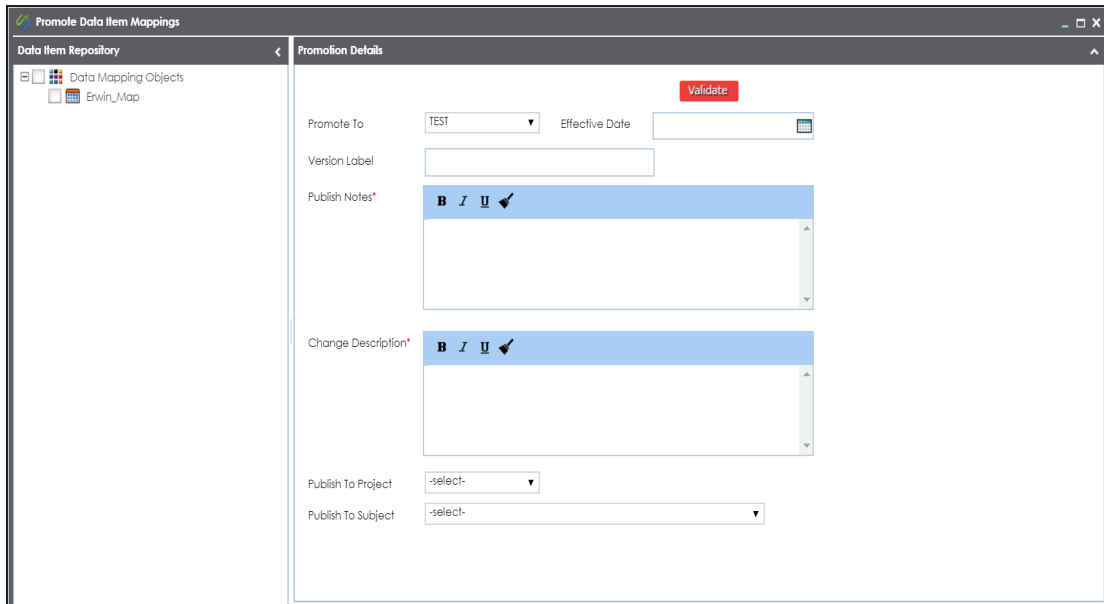 Promote Data Item Mappings
Data Item Repository
Promotion Details
Data Mapping Objects
Erwin_Map
Validate
Promote To
TEST
Effective Date
Version Label
Publish Notes*
B I U
Change Description*
B I U
Publish To Project
-select-
Publish To Subject
-select-